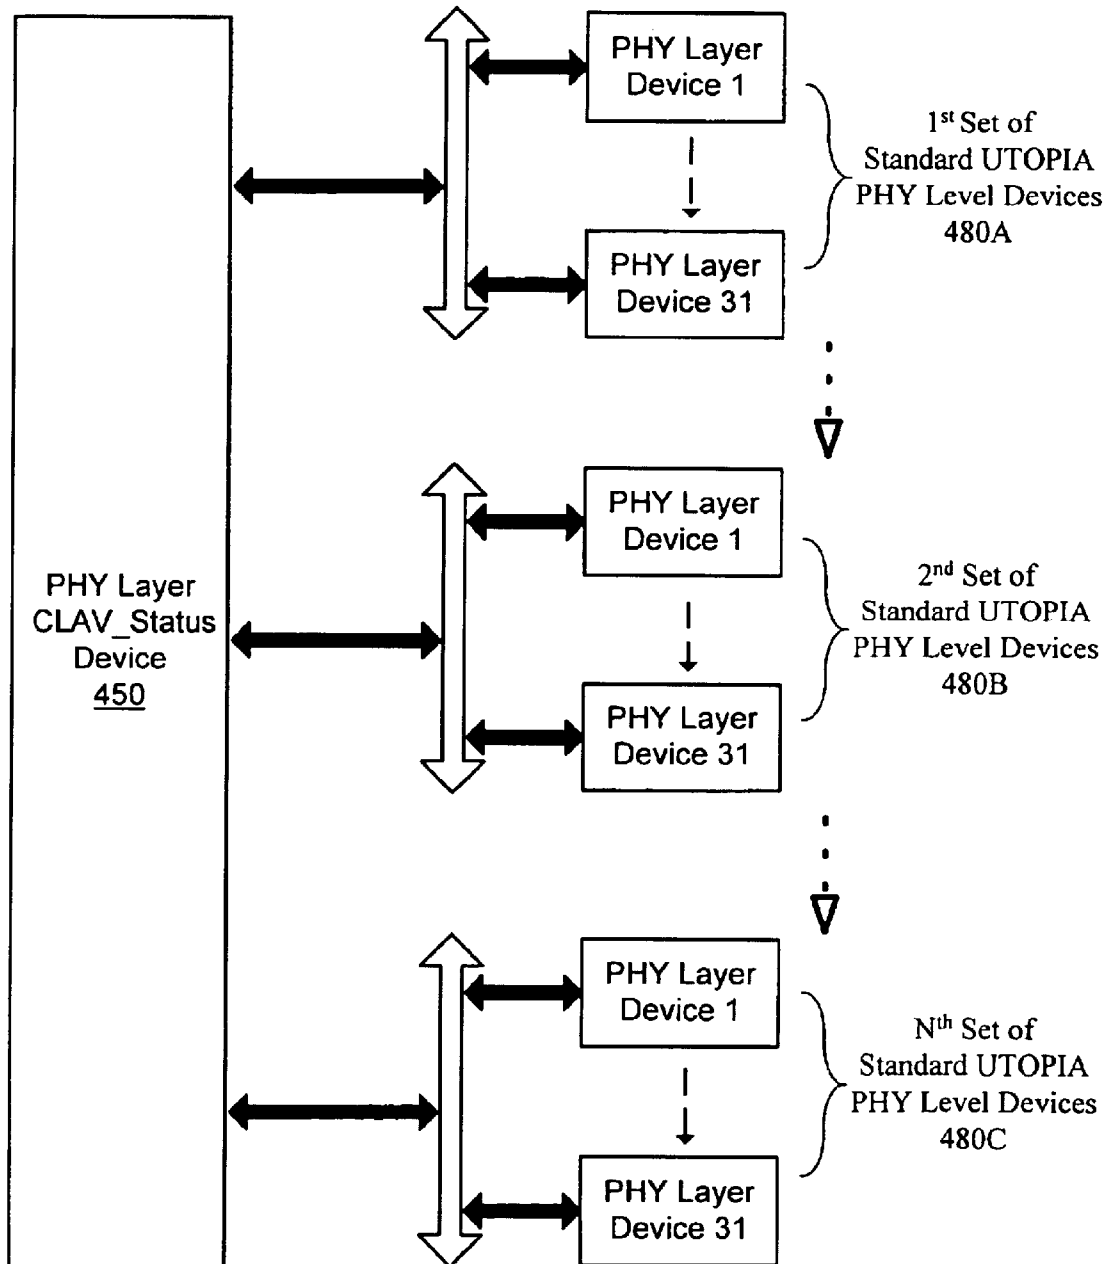 PHY Layer
Device 1
PHY Layer
Device 31
1st Set of
Standard UTOPIA
PHY Level Devices
480A
PHY Layer
CLAV_Status
Device
450
PHY Layer
Device 1
PHY Layer
Device 31
2nd Set of
Standard UTOPIA
PHY Level Devices
480B
PHY Layer
Device 1
PHY Layer
Device 31
Nth Set of
Standard UTOPIA
PHY Level Devices
480C